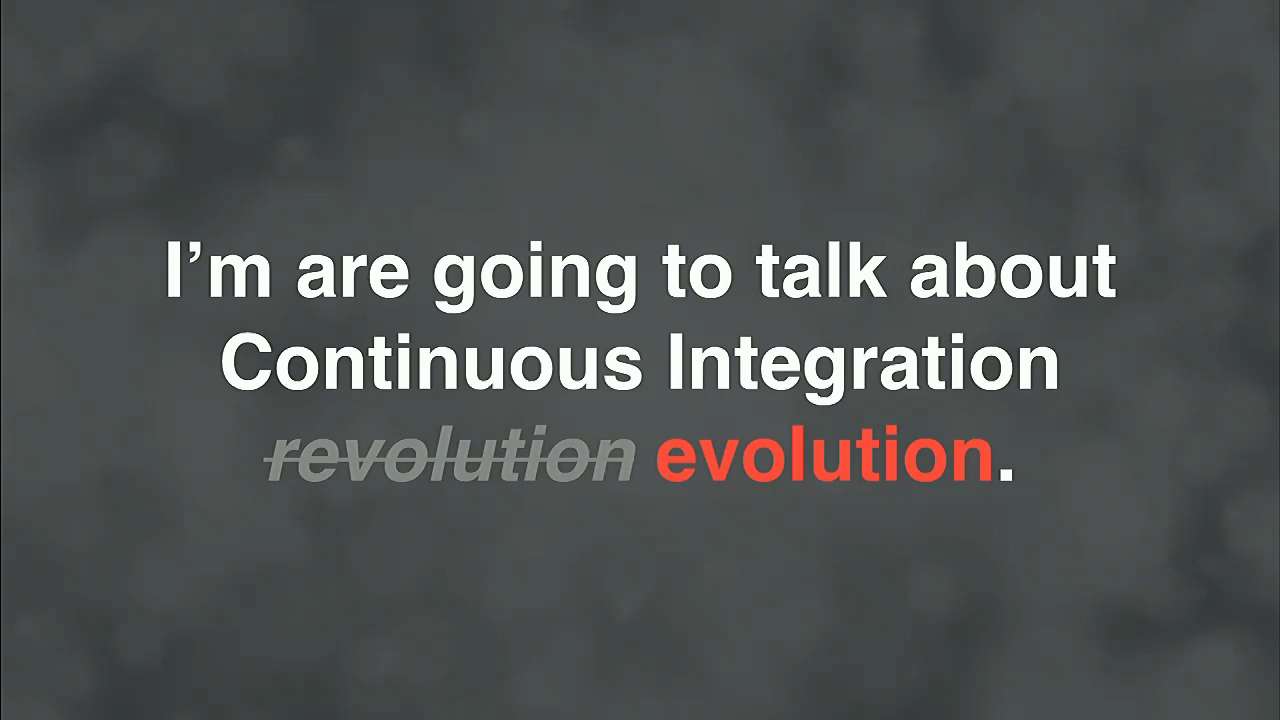 I’m are going to talk about
Continuous Integration
revolution evolution.